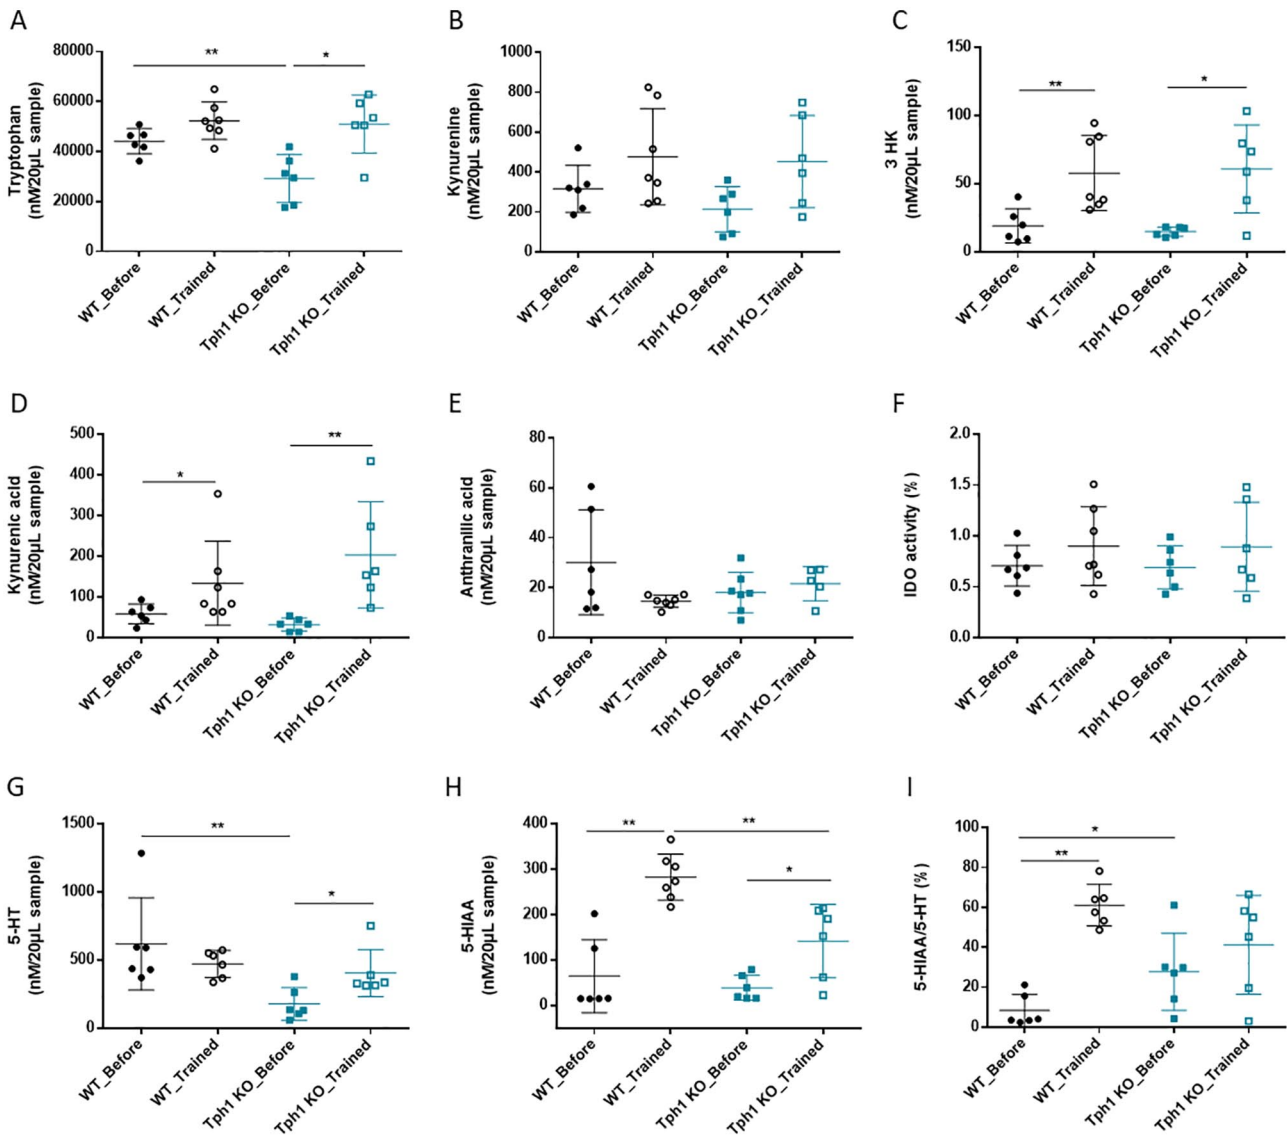 A
Tryptophan
(nM/20µL sample)
80000
60000
40000
20000
0
**
*
WT_Before
WT_Trained
Tph1 KO_Before
Tph1 KO_Trained
B
Kynurenine
(nM/20µL sample)
1000
800
600
400
200
0
WT_Before
WT_Trained
Tph1 KO_Before
Tph1 KO_Trained
C
3 HK
(nM/20µL sample)
150
100
50
0
**
*
WT_Before
WT_Trained
Tph1 KO_Before
Tph1 KO_Trained
D
Kynurenic acid
(nM/20µL sample)
500
400
300
200
100
0
*
**
WT_Before
WT_Trained
Tph1 KO_Before
Tph1 KO_Trained
E
Anthranilic acid
(nM/20µL sample)
80
60
40
20
0
WT_Before
WT_Trained
Tph1 KO_Before
Tph1 KO_Trained
F
IDO activity (%)
2.0
1.5
1.0
0.5
0.0
WT_Before
WT_Trained
Tph1 KO_Before
Tph1 KO_Trained
G
5-HT
(nM/20µL sample)
1500
1000
500
0
**
*
WT_Before
WT_Trained
Tph1 KO_Before
Tph1 KO_Trained
H
5-HIAA
(nM/20µL sample)
400
300
200
100
0
**
**
*
WT_Before
WT_Trained
Tph1 KO_Before
Tph1 KO_Trained
I
5-HIAA/5-HT (%)
100
80
60
40
20
0
*
**
WT_Before
WT_Trained
Tph1 KO_Before
Tph1 KO_Trained